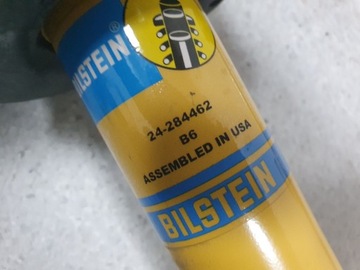 BILSTEIN
24-284462
B6
ASSEMBLED IN USA
BILSTEIN